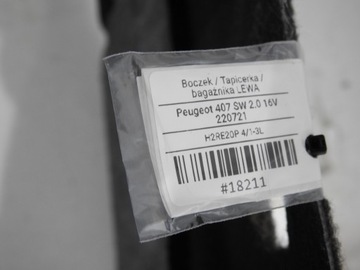 Boczek / Tapicerka /
bagażnika LEWA
Peugeot 407 SW 2.0 16V
220721
H2RE20P 4/1-3L
#18211